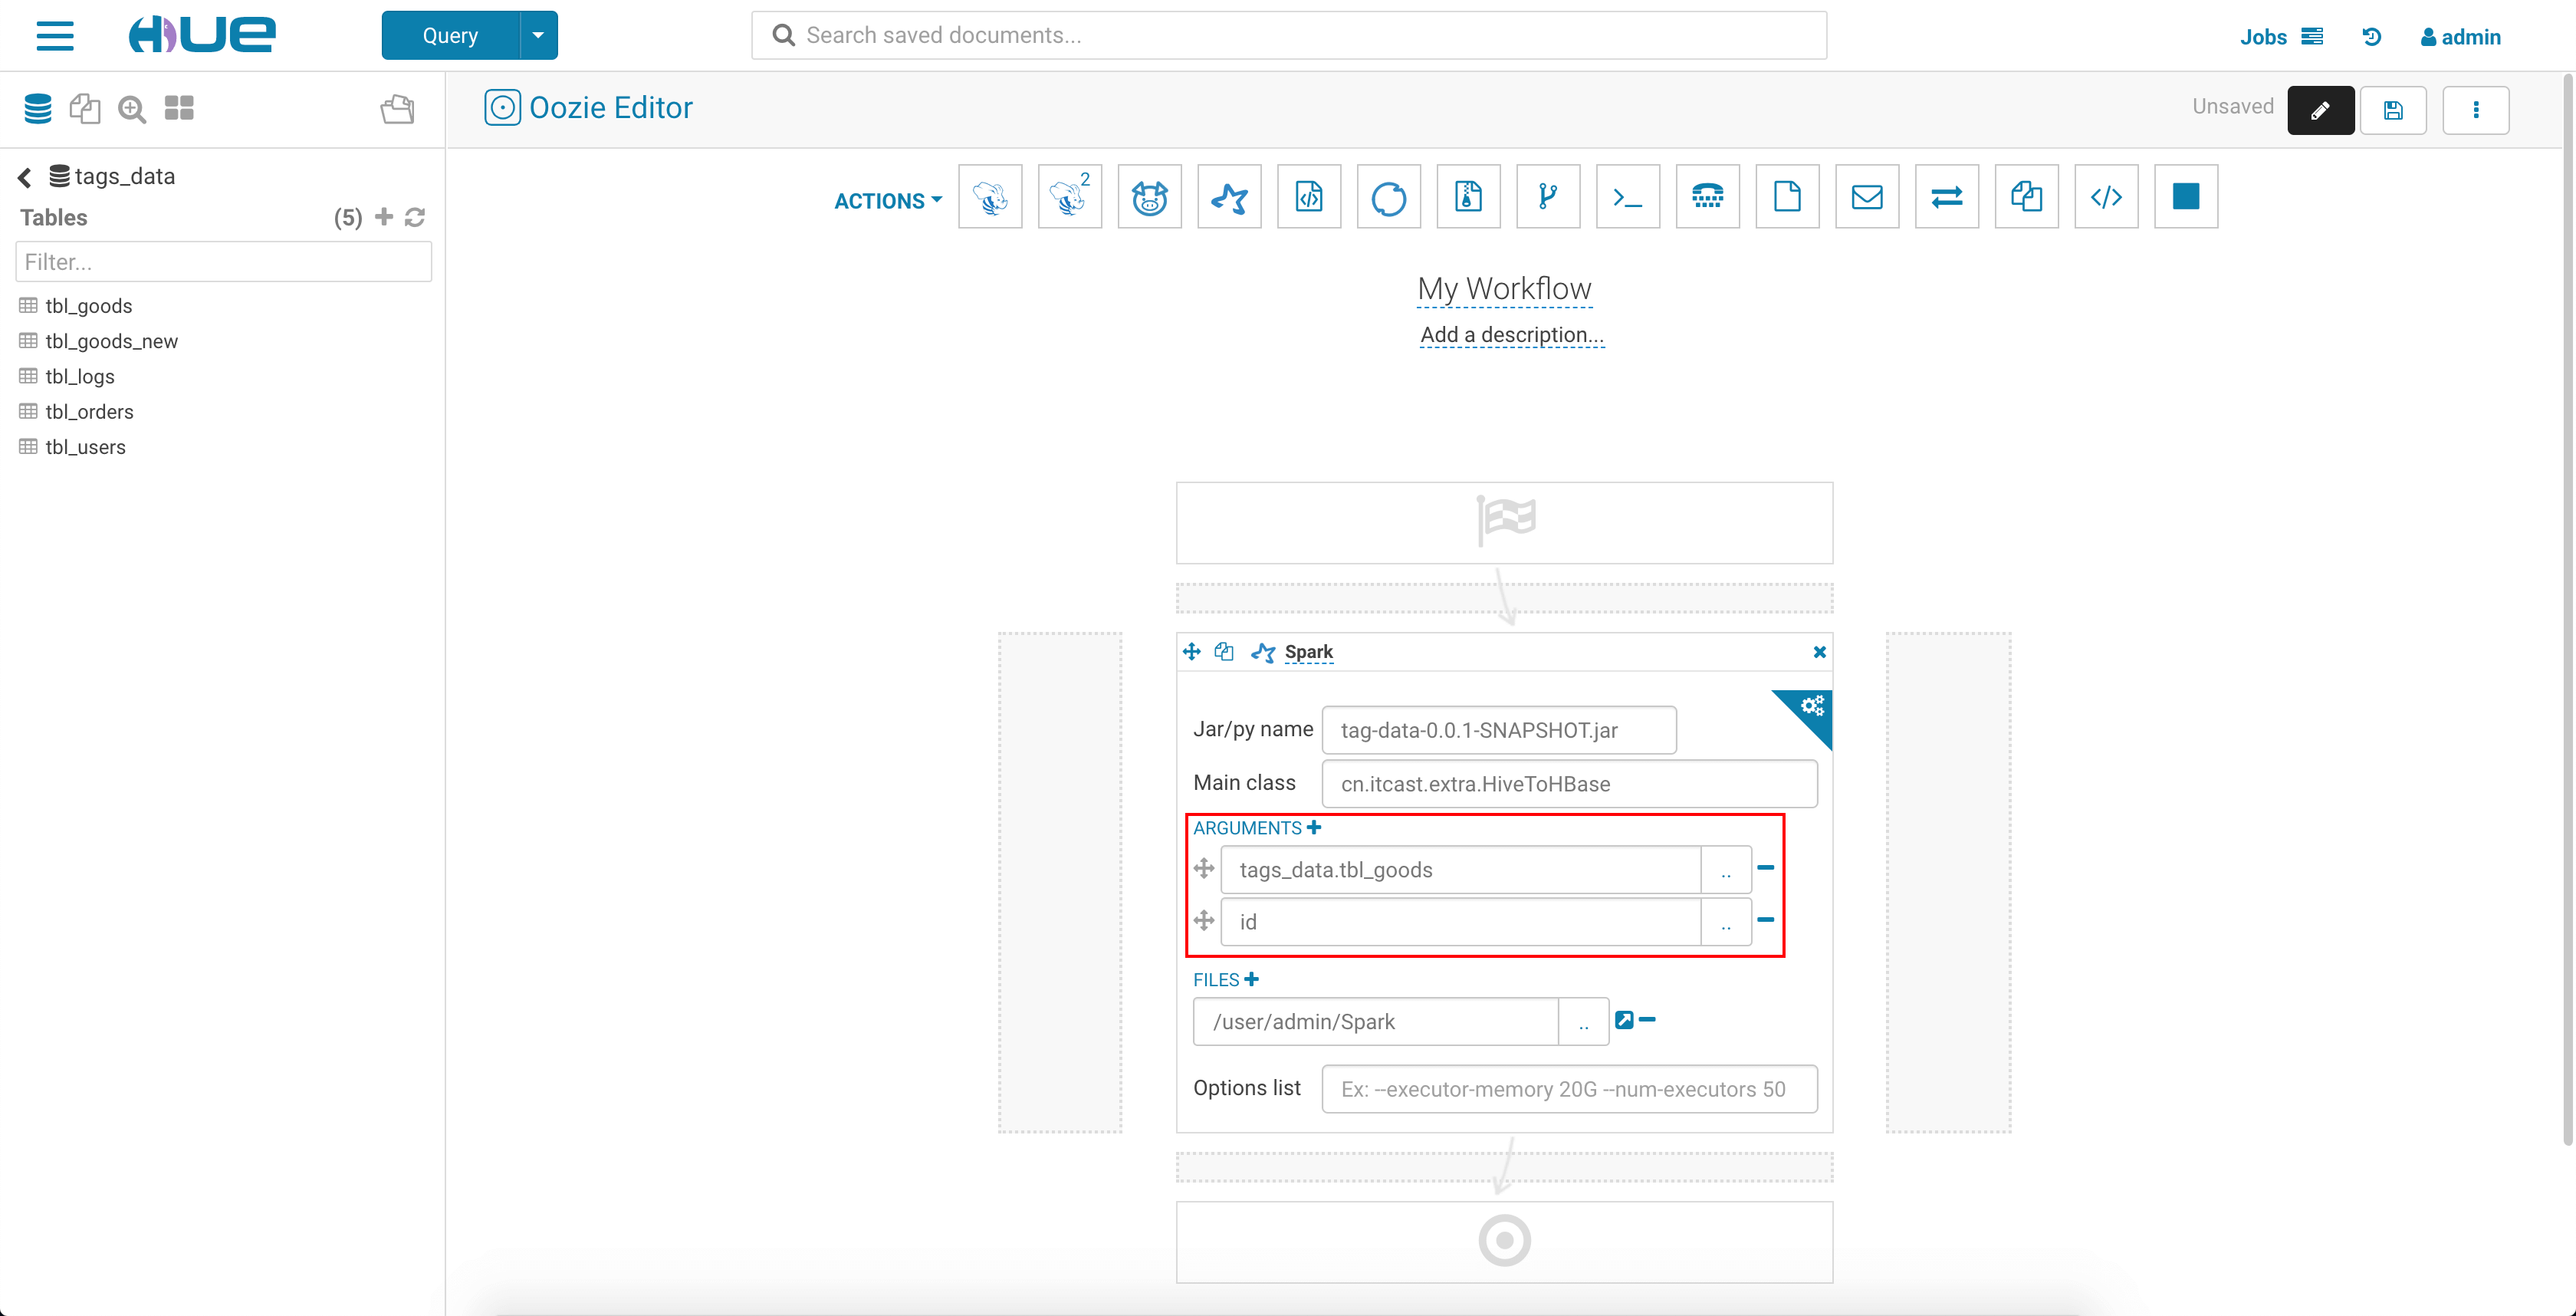 HUE
Query
Search saved documents...
Jobs
admin
Oozie Editor
Unsaved
tags_data
Tables (5)
Filter...
tbl_goods
tbl_goods_new
tbl_logs
tbl_orders
tbl_users
ACTIONS
2
My Workflow
Add a description...
Spark
Jar/py name tag-data-0.0.1-SNAPSHOT.jar
Main class cn.itcast.extra.HiveToHBase
ARGUMENTS
tags_data.tbl_goods ..
id ..
FILES
/user/admin/Spark ..
Options list Ex: --executor-memory 20G --num-executors 50